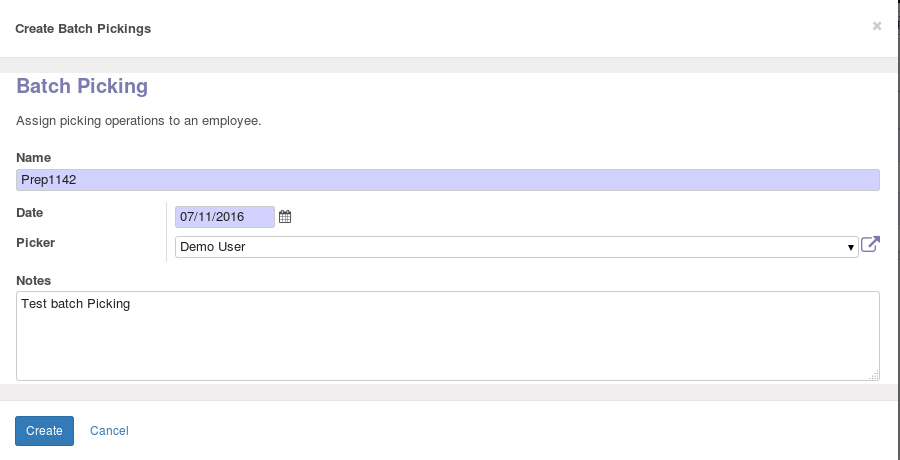 Create Batch Pickings
×
Batch Picking
Assign picking operations to an employee.
Name
Prep1142
Date
07/11/2016
Picker
Demo User
Notes
Test batch Picking
Create Cancel